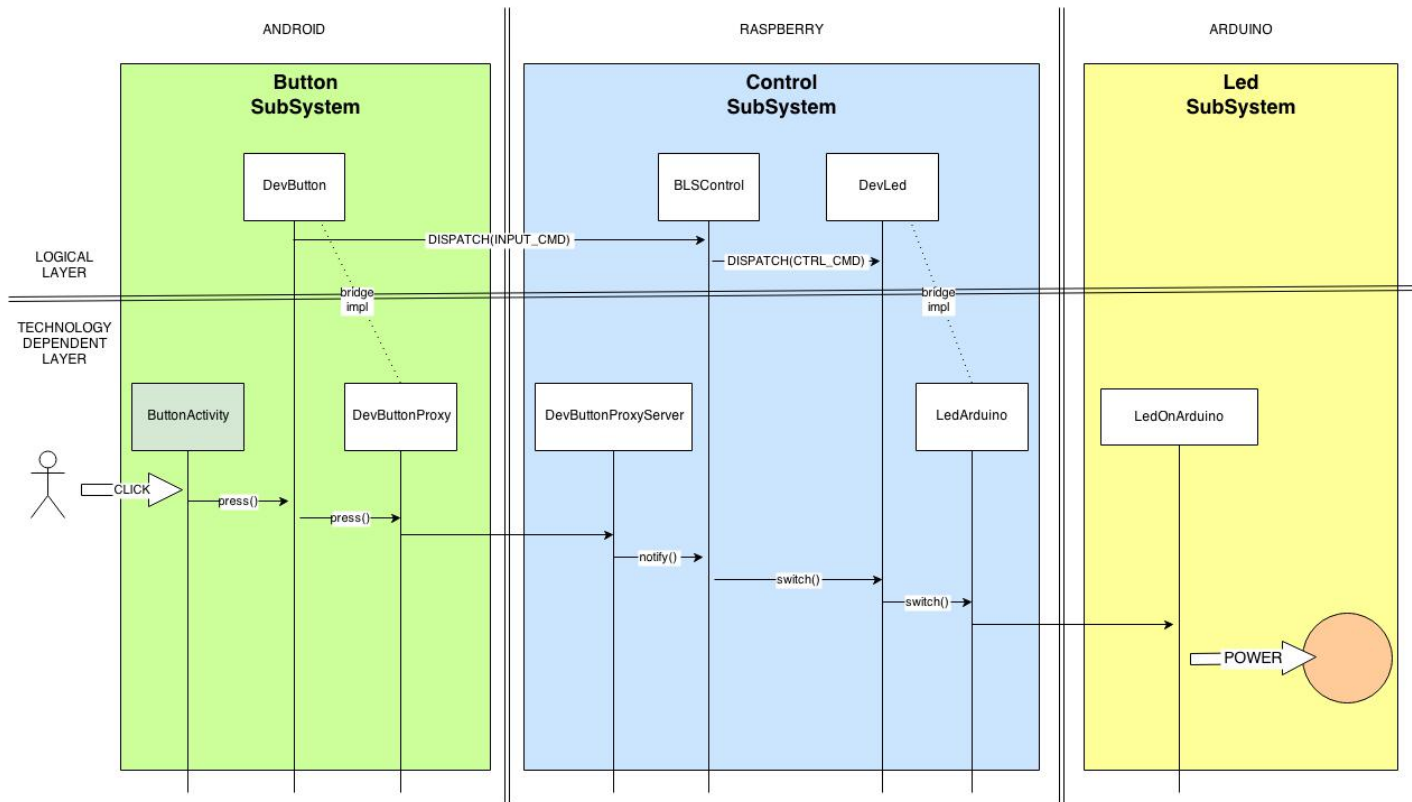 ANDROID
RASPBERRY
ARDUINO
Button
SubSystem
Control
SubSystem
Led
SubSystem
DevButton
BLSControl
DevLed
DISPATCH(INPUT_CMD)
DISPATCH(CTRL_CMD)
LOGICAL
LAYER
bridge
impl
bridge
impl
TECHNOLOGY
DEPENDENT
LAYER
ButtonActivity
DevButtonProxy
DevButtonProxyServer
LedArduino
LedOnArduino
CLICK
press()
press()
notify()
switch()
switch()
POWER